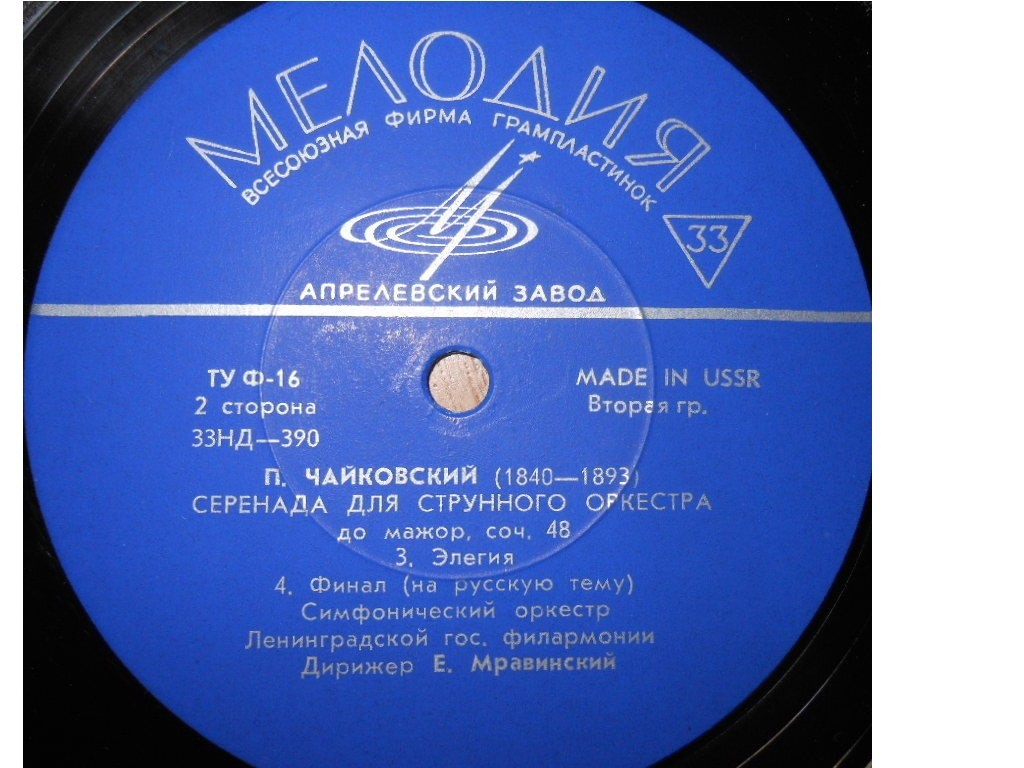 МЕЛОДИЯ
ВСЕСОЮЗНАЯ ФИРМА ГРАМПЛАСТИНОК
33
АПРЕЛЕВСКИЙ ЗАВОД
ТУ Ф-16
2 сторона
33НД—390
MADE IN USSR
Вторая гр.
П. ЧАЙКОВСКИЙ (1840—1893)
СЕРЕНАДА ДЛЯ СТРУННОГО ОРКЕСТРА
до мажор, соч. 48
3. Элегия
4. Финал (на русскую тему)
Симфонический оркестр
Ленинградской гос. филармонии
Дирижер Е. Мравинский